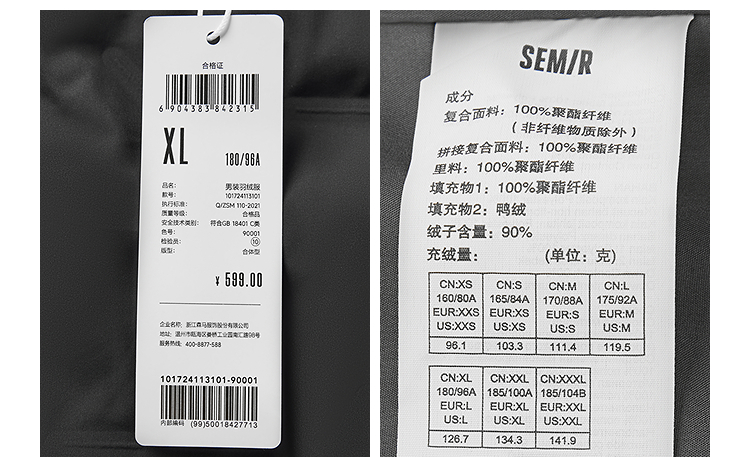 合格证
6904383842315
XL
180/96A
品名: 男装羽绒服
款号: 101724113101
执行标准: Q/ZSM 110-2021
质量等级: 合格品
安全技术类别: 符合GB 18401 C类
色号: 90001
检验员: 10
版型: 合体型
¥ 599.00
企业名称: 浙江森马服饰股份有限公司
地址: 温州市瓯海区娄桥工业园南汇路98号
服务热线: 400-8877-588
101724113101-90001
内部编码 (99)50018427713
SEM/R
成分
复合面料: 100%聚酯纤维
(非纤维物质除外)
拼接复合面料: 100%聚酯纤维
里料: 100%聚酯纤维
填充物1: 100%聚酯纤维
填充物2: 鸭绒
绒子含量: 90%
充绒量: (单位: 克)
CN:XS CN:S CN:M CN:L
160/80A 165/84A 170/88A 175/92A
EUR:XXS EUR:XS EUR:S EUR:M
US:XXS US:XS US:S US:M
96.1 103.3 111.4 119.5
CN:XL CN:XXL CN:XXXL
180/96A 185/100A 185/104B
EUR:L EUR:XL EUR:XXL
US:L US:XL US:XXL
126.7 134.3 141.9